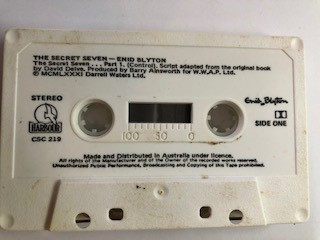 THE SECRET SEVEN — ENID BLYTON
The Secret Seven . . . Part 1. (Control). Script adapted from the original book
by David Delve. Produced by Barry Ainsworth for W.W.A.P. Ltd.
© MCMLXXXI Darrell Waters Ltd.
STEREO
Enid Blyton
HARBOUR
SIDE ONE
CSC 219
100 50 0
Made and Distributed in Australia under licence.
All rights of the Manufacturer and of the Owner of the recorded works reserved.
Unauthorized Public Performance, Broadcasting and Copying of this Tape prohibited.